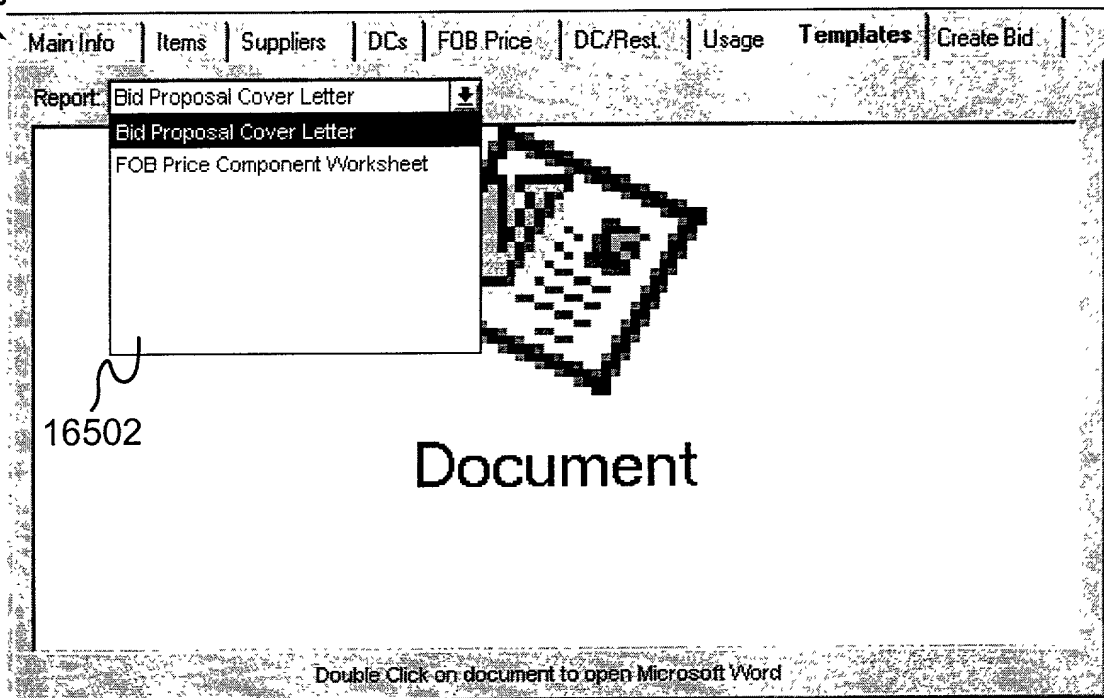 Main Info Items Suppliers DCs FOB Price DC/Rest. Usage Templates Create Bid
Report: Bid Proposal Cover Letter
Bid Proposal Cover Letter
FOB Price Component Worksheet
16502
Document
Double Click on document to open Microsoft Word